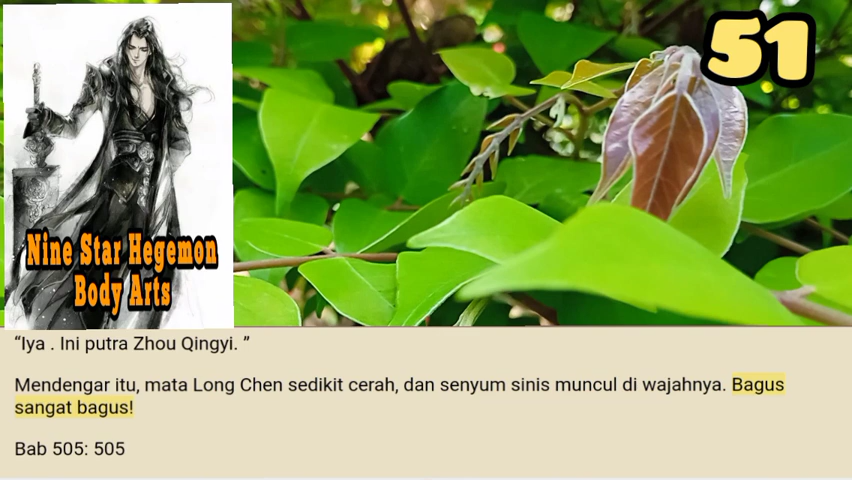 51
Nine Star Hegemon
Body Arts
“Iya . Ini putra Zhou Qingyi. ”
Mendengar itu, mata Long Chen sedikit cerah, dan senyum sinis muncul di wajahnya. Bagus
sangat bagus!
Bab 505: 505